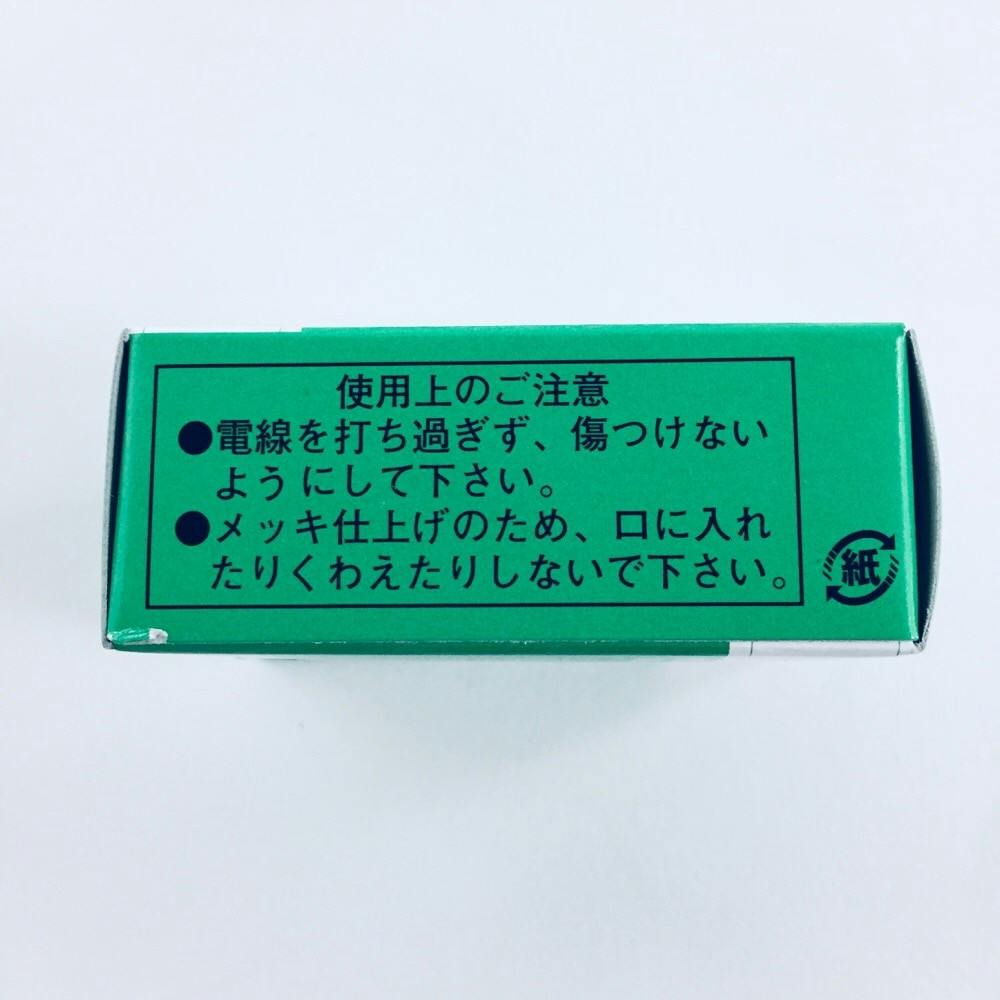 使用上のご注意
●電線を打ち過ぎず、傷つけない
ようにして下さい。
●メッキ仕上げのため、口に入れ
たりくわえたりしないで下さい。
紙